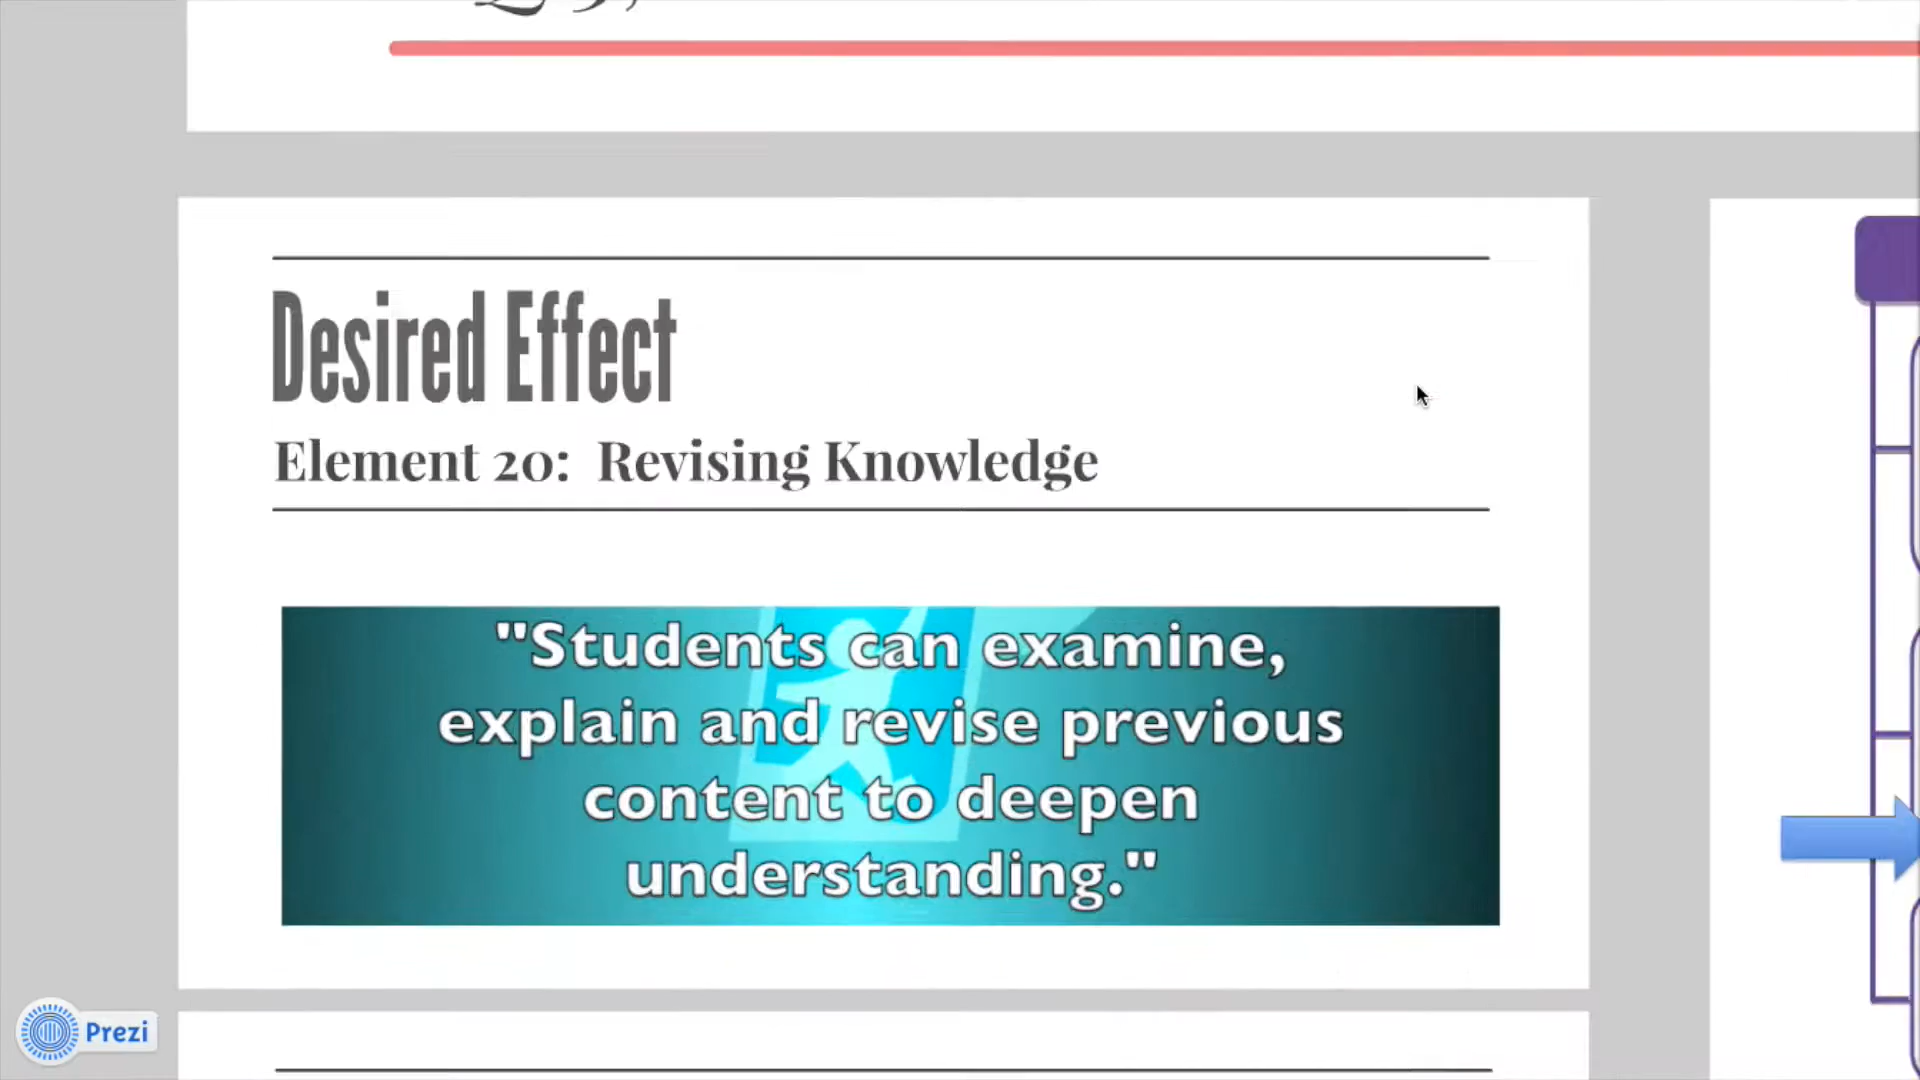 Desired Effect
Element 20:  Revising Knowledge
"Students can examine,
explain and revise previous
content to deepen
understanding."
Prezi